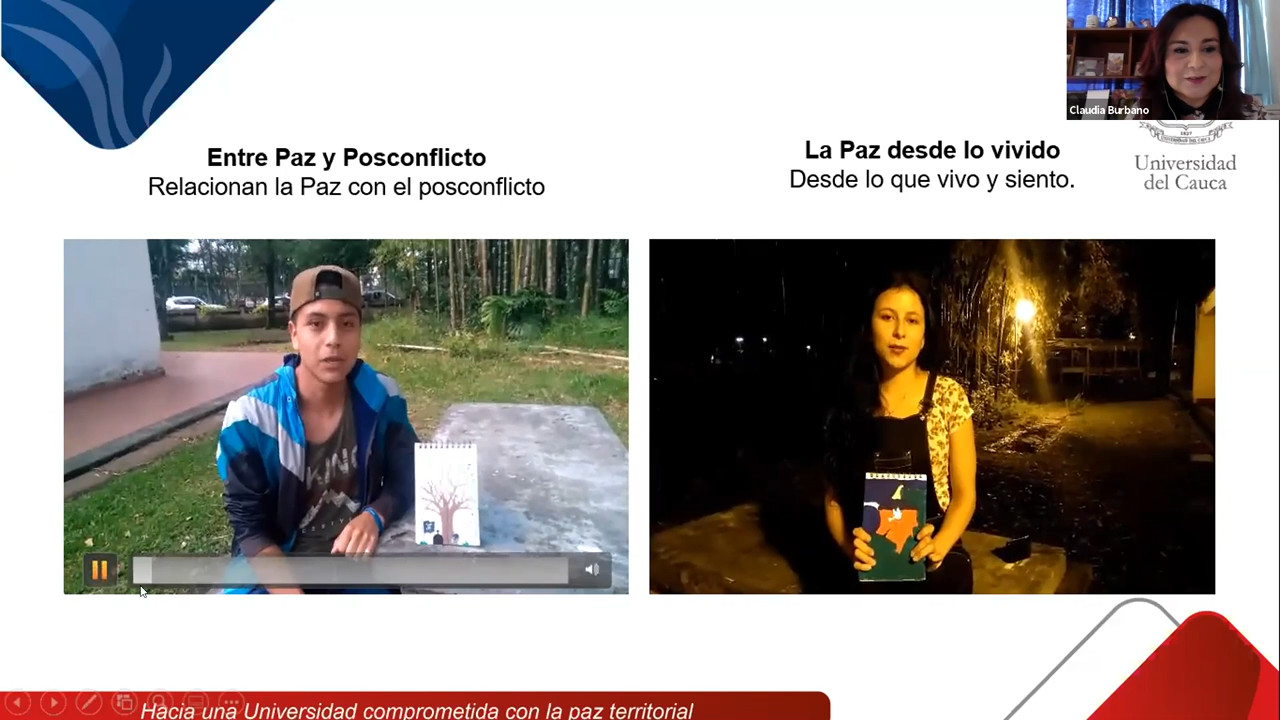 Claudia Burbano
Entre Paz y Posconflicto
Relacionan la Paz con el posconflicto
La Paz desde lo vivido
Desde lo que vivo y siento.
Universidad
del Cauca
Hacia una Universidad comprometida con la paz territorial